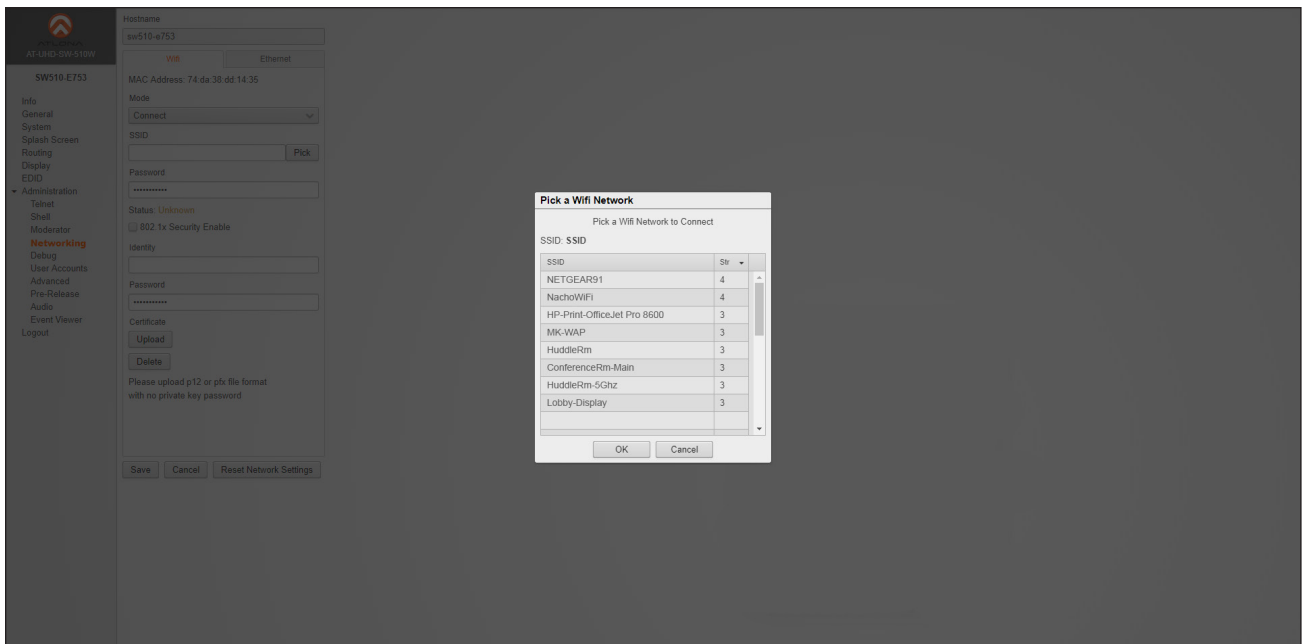 ATLONA
AT-UHD-SW-510W
SW510-E753
Info
General
System
Splash Screen
Routing
Display
EDID
Administration
Telnet
Shell
Moderator
Networking
Debug
User Accounts
Advanced
Pre-Release
Audio
Event Viewer
Logout
Hostname
sw510-e753
Wifi Ethernet
MAC Address: 74:da:38:dd:14:35
Mode
Connect
SSID
Pick
Password
•••••••••••
Status: Unknown
802.1x Security Enable
Identity
Password
•••••••••••
Certificate
Upload
Delete
Please upload p12 or pfx file format
with no private key password
Save Cancel Reset Network Settings
Pick a Wifi Network
Pick a Wifi Network to Connect
SSID: SSID
SSID Str
NETGEAR91 4
NachoWiFi 4
HP-Print-OfficeJet Pro 8600 3
MK-WAP 3
HuddleRm 3
ConferenceRm-Main 3
HuddleRm-5Ghz 3
Lobby-Display 3
OK Cancel